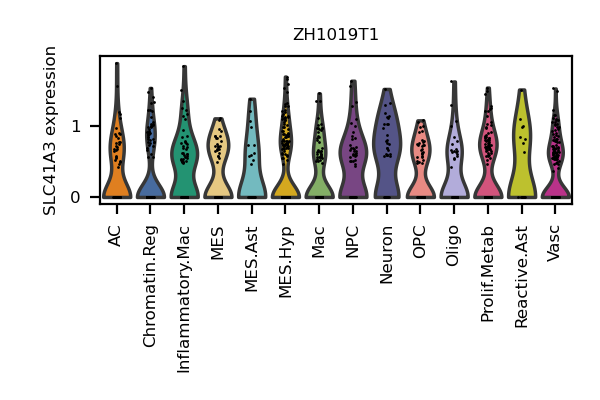 ZH1019T1
SLC41A3 expression
1
0
AC
Chromatin.Reg
Inflammatory.Mac
MES
MES.Ast
MES.Hyp
Mac
NPC
Neuron
OPC
Oligo
Prolif.Metab
Reactive.Ast
Vasc